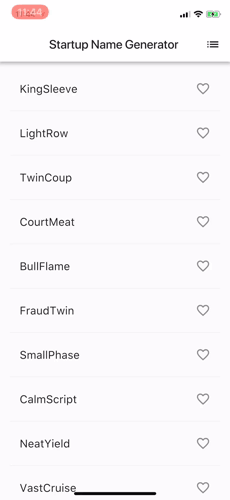 11:44
Startup Name Generator
KingSleeve
LightRow
TwinCoup
CourtMeat
BullFlame
FraudTwin
SmallPhase
CalmScript
NeatYield
VastCruise